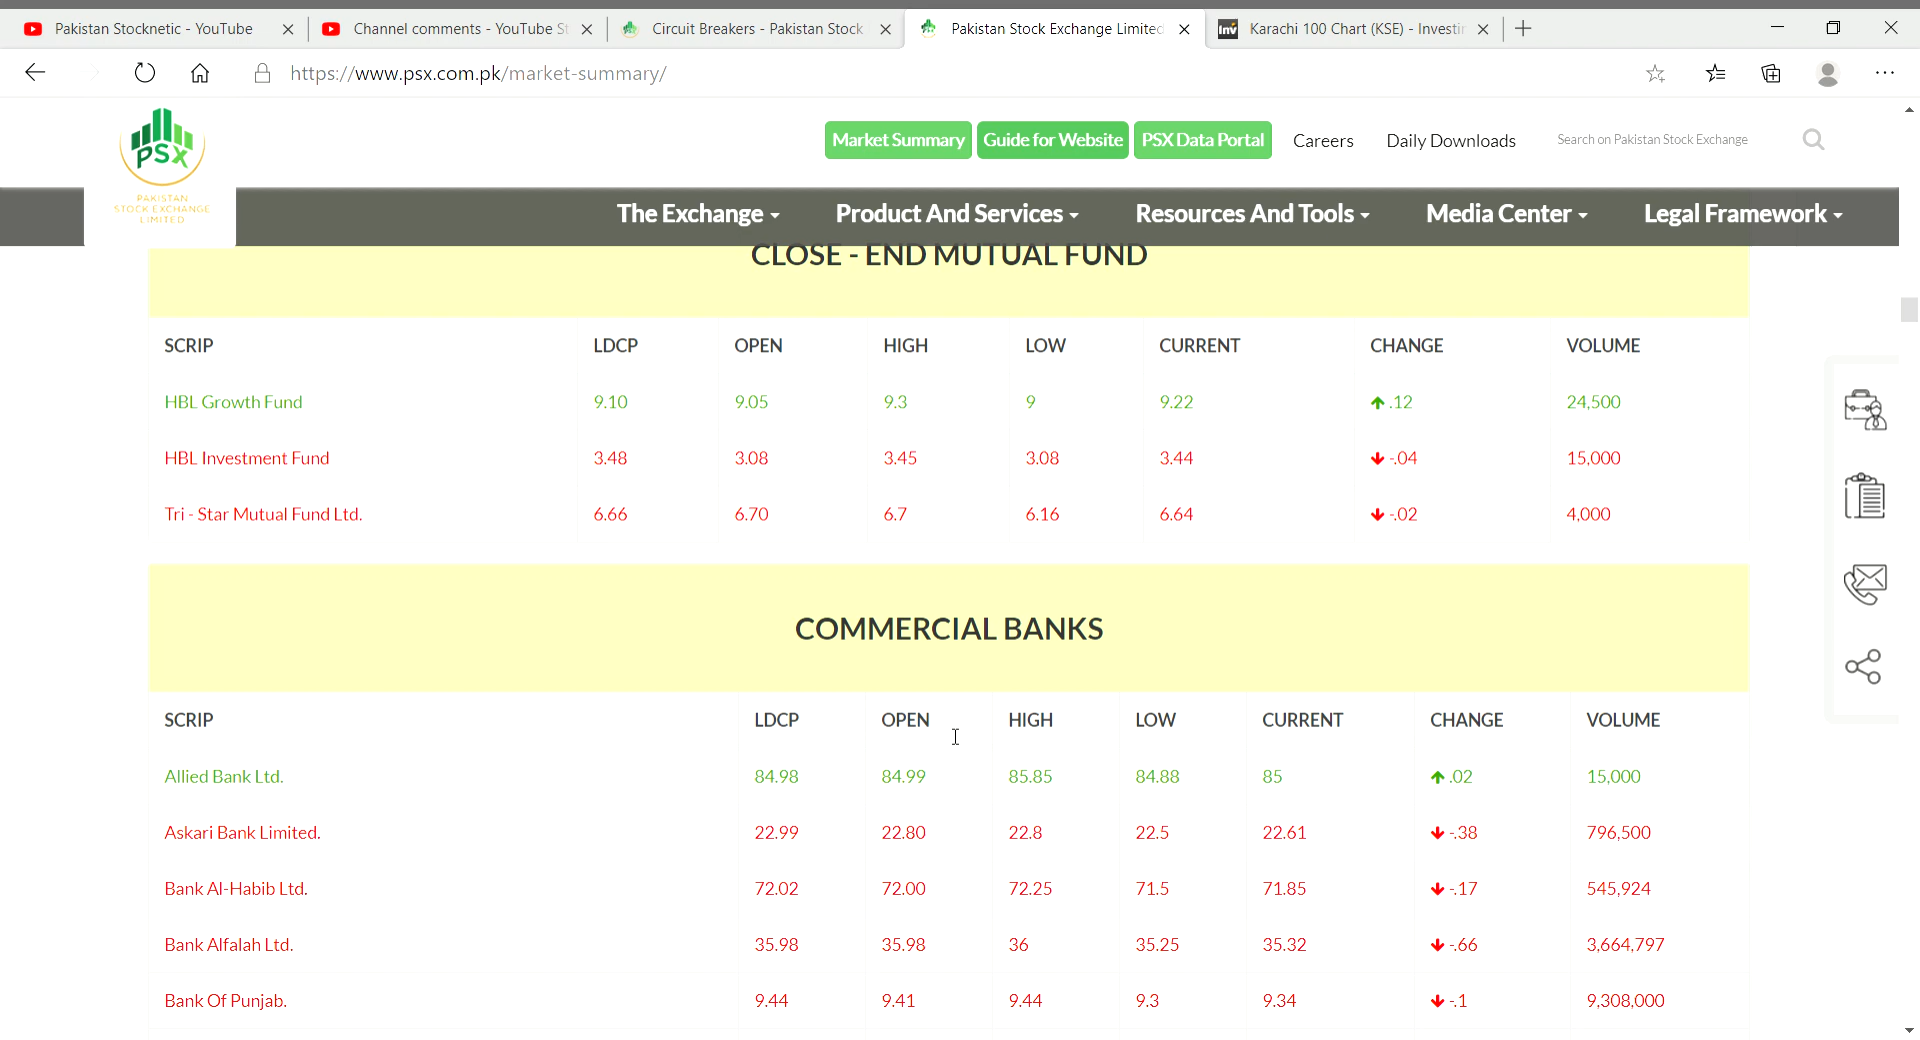 Pakistan Stocknetic - YouTube
Channel comments - YouTube St
Circuit Breakers - Pakistan Stock
Pakistan Stock Exchange Limited
Inv Karachi 100 Chart (KSE) - Investin
https://www.psx.com.pk/market-summary/
PSX
PAKISTAN
STOCK EXCHANGE
LIMITED
Market Summary Guide for Website PSX Data Portal Careers Daily Downloads Search on Pakistan Stock Exchange
The Exchange Product And Services Resources And Tools Media Center Legal Framework
CLOSE - END MUTUAL FUND
SCRIP LDCP OPEN HIGH LOW CURRENT CHANGE VOLUME
HBL Growth Fund 9.10 9.05 9.3 9 9.22 .12 24,500
HBL Investment Fund 3.48 3.08 3.45 3.08 3.44 -.04 15,000
Tri - Star Mutual Fund Ltd. 6.66 6.70 6.7 6.16 6.64 -.02 4,000
COMMERCIAL BANKS
SCRIP LDCP OPEN HIGH LOW CURRENT CHANGE VOLUME
Allied Bank Ltd. 84.98 84.99 85.85 84.88 85 .02 15,000
Askari Bank Limited. 22.99 22.80 22.8 22.5 22.61 -.38 796,500
Bank Al-Habib Ltd. 72.02 72.00 72.25 71.5 71.85 -.17 545,924
Bank Alfalah Ltd. 35.98 35.98 36 35.25 35.32 -.66 3,664,797
Bank Of Punjab. 9.44 9.41 9.44 9.3 9.34 -.1 9,308,000